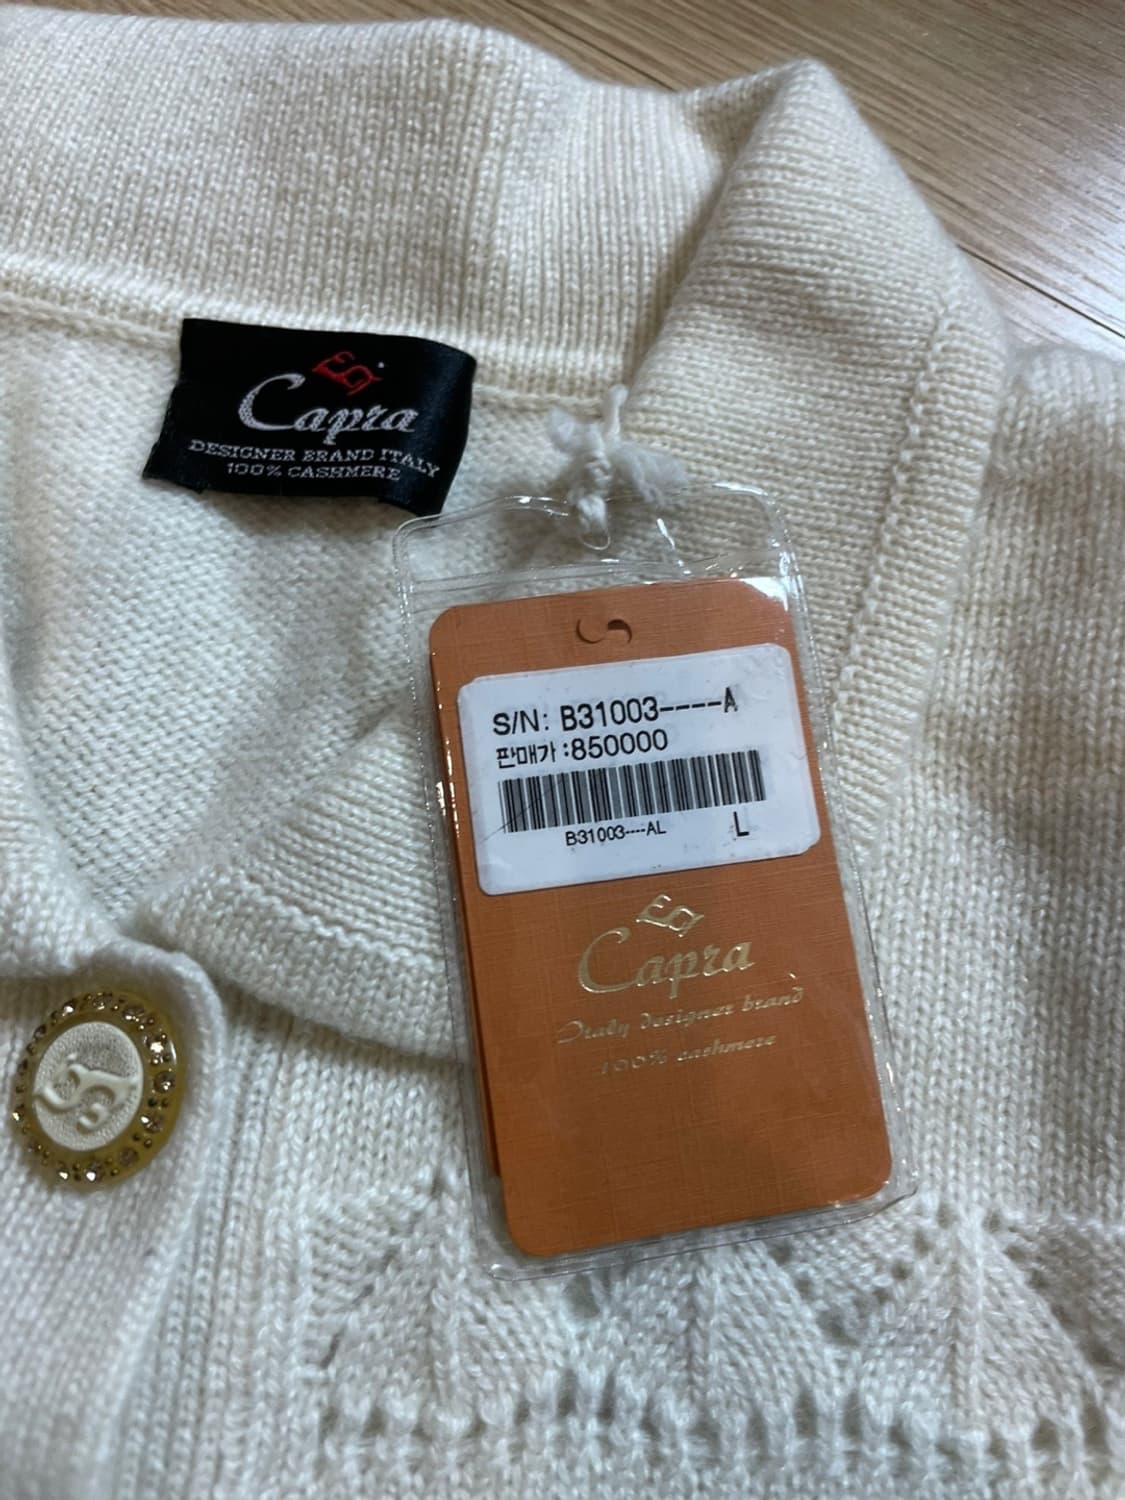 Capra
DESIGNER BRAND ITALY
100% CASHMERE
S/N: B31003----A
판매가 :850000
B31003----AL
L
Capra
Italy designer brand
100% cashmere